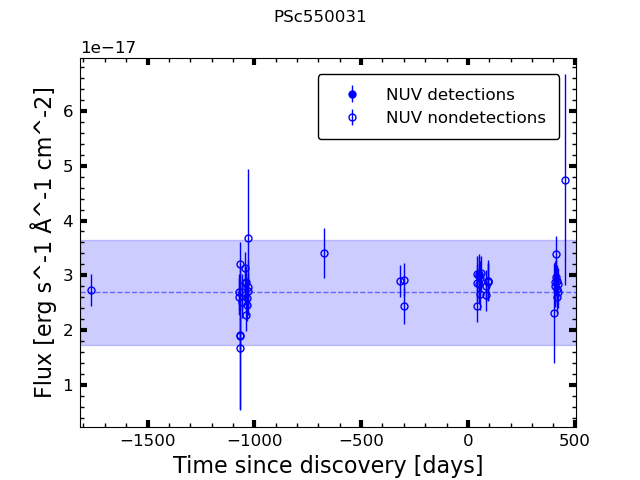 PSc550031
1e−17
NUV detections
NUV nondetections
6
5
4
3
2
1
Flux [erg s^-1 Å^-1 cm^-2]
−1500
−1000
−500
0
500
Time since discovery [days]